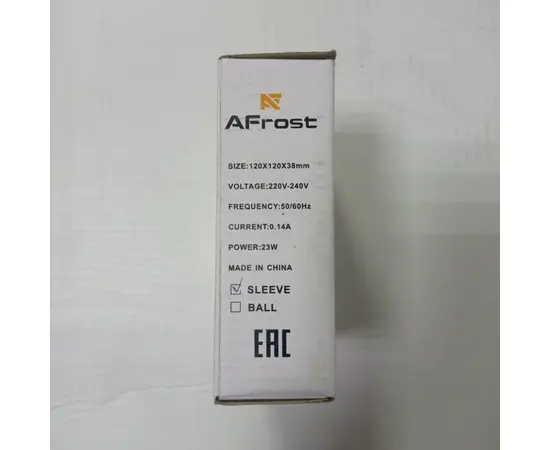 AFrost
SIZE:120X120X38mm
VOLTAGE:220V-240V
FREQUENCY:50/60Hz
CURRENT:0.14A
POWER:23W
MADE IN CHINA
SLEEVE
BALL
EAC